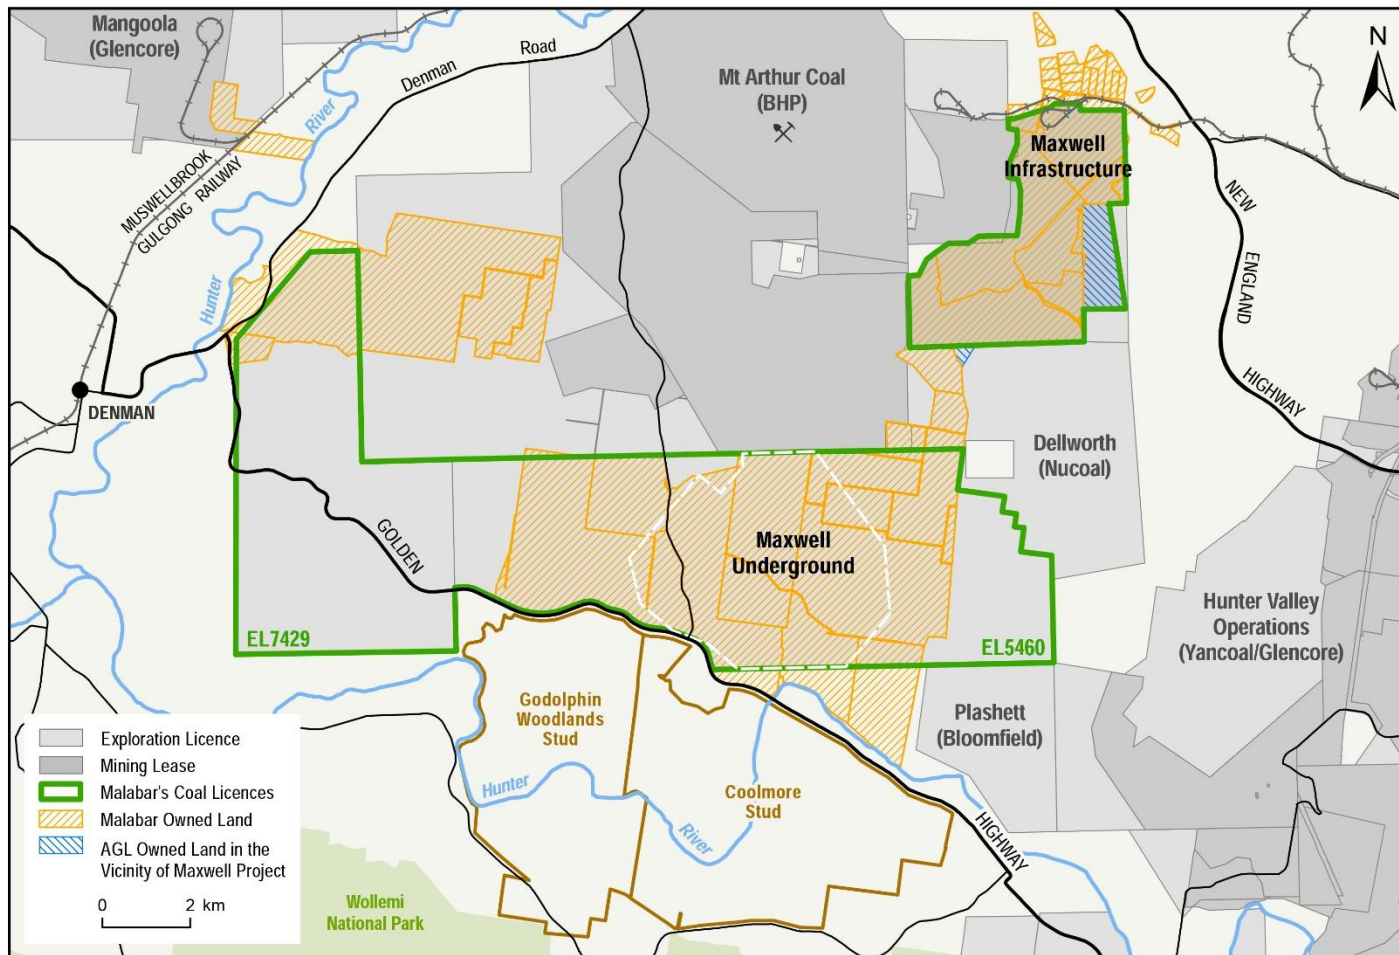 Mangoola
(Glencore)
Denman
Road
River
MUSWELLBROOK
GULGONG RAILWAY
Hunter
Mt Arthur Coal
(BHP)
N
Maxwell
Infrastructure
NEW
ENGLAND
HIGHWAY
DENMAN
Dellworth
(Nucoal)
GOLDEN
Maxwell
Underground
EL7429
EL5460
Hunter Valley
Operations
(Yancoal/Glencore)
Godolphin
Woodlands
Stud
Plashett
(Bloomfield)
Hunter
River
Coolmore
Stud
HIGHWAY
Wollemi
National Park
Exploration Licence
Mining Lease
Malabar's Coal Licences
Malabar Owned Land
AGL Owned Land in the
Vicinity of Maxwell Project
0 2 km